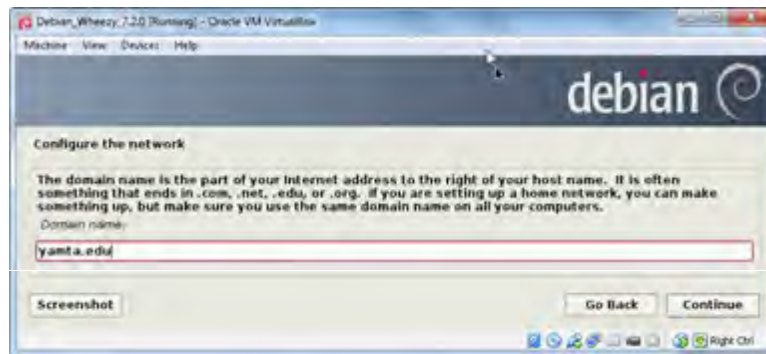 Debian_Wheezy_7.2.0 [Running] - Oracle VM VirtualBox
Machine View Devices Help
debian
Configure the network
The domain name is the part of your Internet address to the right of your host name. It is often
something that ends in .com, .net, .edu, or .org. If you are setting up a home network, you can make
something up, but make sure you use the same domain name on all your computers.
Domain name:
yamta.edu
Screenshot
Go Back
Continue
Right Ctrl